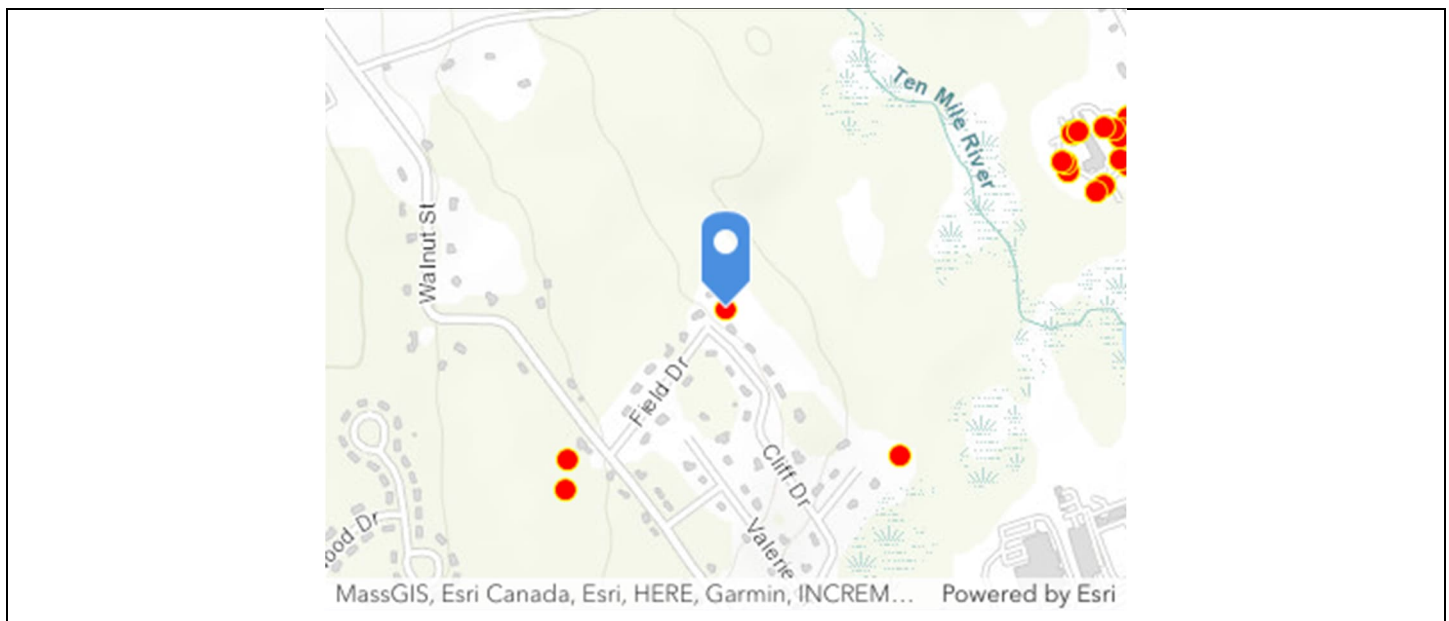 Ten Mile River
Walnut St
Field Dr
Cliff Dr
Valerie
ood Dr
MassGIS, Esri Canada, Esri, HERE, Garmin, INCREM... Powered by Esri